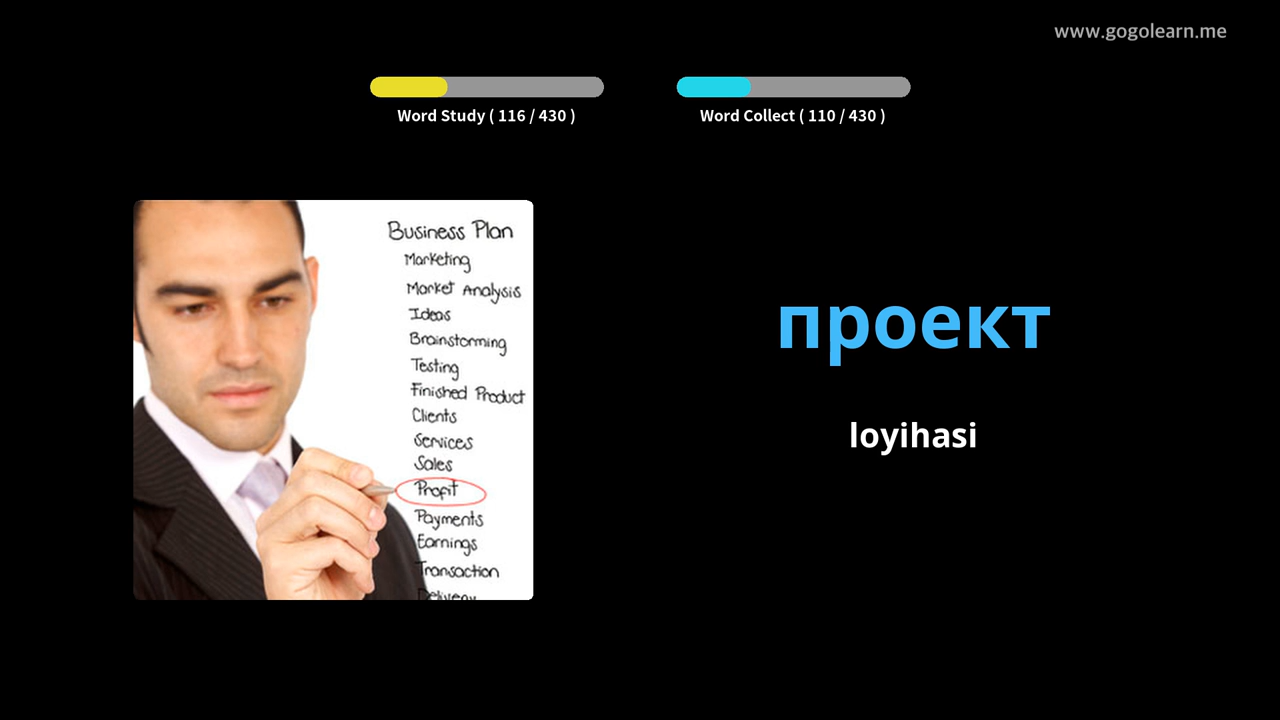 www.gogolearn.me
Word Study ( 116 / 430 )
Word Collect ( 110 / 430 )
Business Plan
Marketing
Market Analysis
Ideas
Brainstorming
Testing
Finished Product
Clients
Services
Sales
Profit
Payments
Earnings
Transaction
Delivery
проект
loyihasi